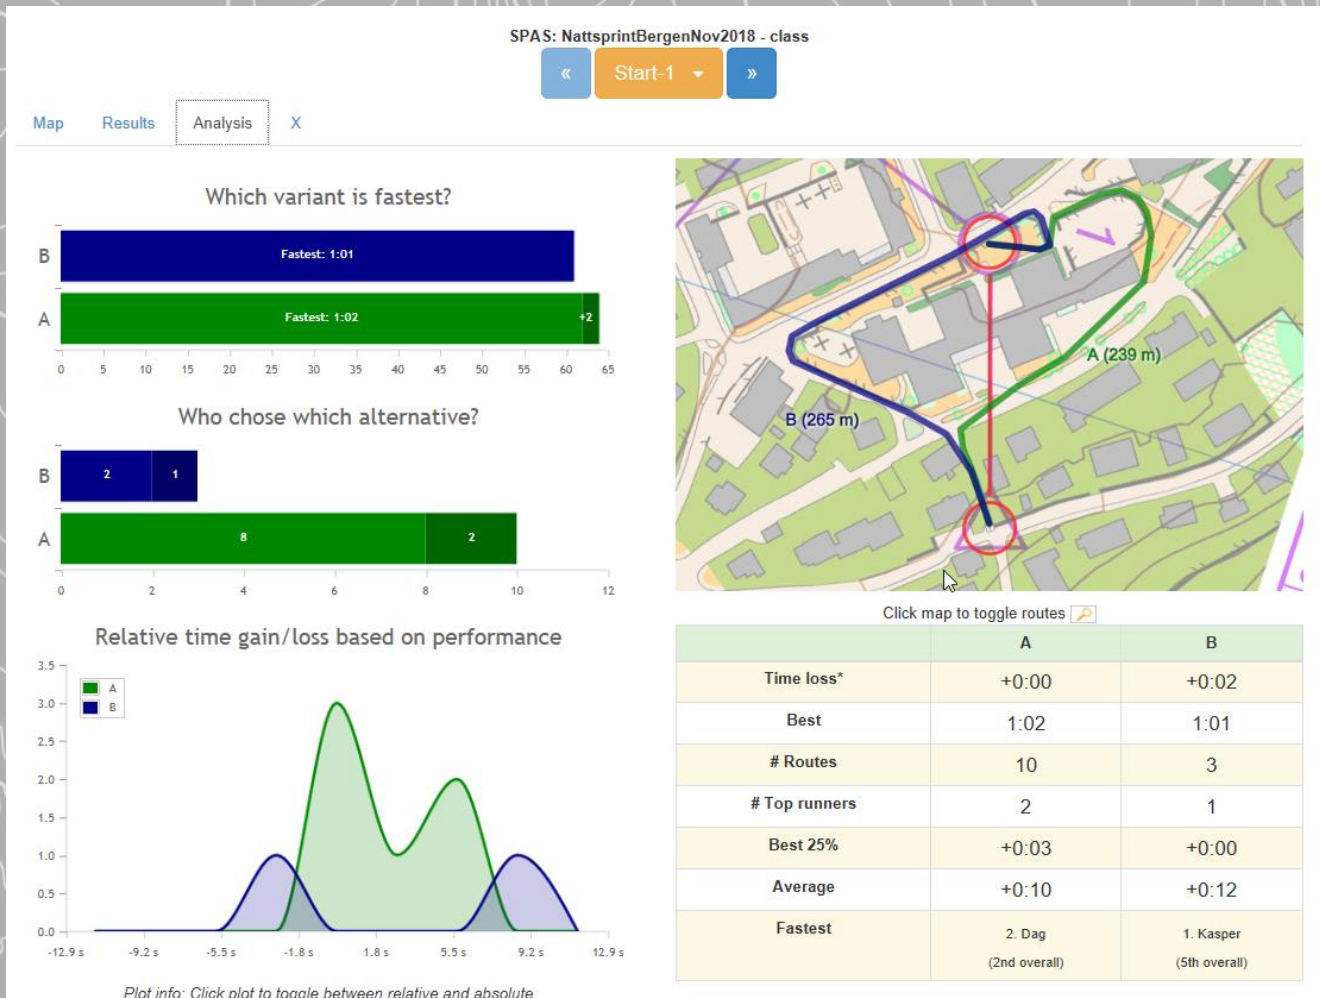 SPAS: NattsprintBergenNov2018 - class
« Start-1 »
Map Results Analysis X
Which variant is fastest?
B Fastest: 1:01
A Fastest: 1:02 +2
0 5 10 15 20 25 30 35 40 45 50 55 60 65
Who chose which alternative?
B 2 1
A 8 2
0 2 4 6 8 10 12
Relative time gain/loss based on performance
3.5
3.0
2.5
2.0
1.5
1.0
0.5
0.0
A
B
-12.9 s -9.2 s -5.5 s -1.8 s 1.8 s 5.5 s 9.2 s 12.9 s
Plot info: Click plot to toggle between relative and absolute
A (239 m)
B (265 m)
Click map to toggle routes
A B
Time loss* +0:00 +0:02
Best 1:02 1:01
# Routes 10 3
# Top runners 2 1
Best 25% +0:03 +0:00
Average +0:10 +0:12
Fastest 2. Dag 1. Kasper
(2nd overall) (5th overall)